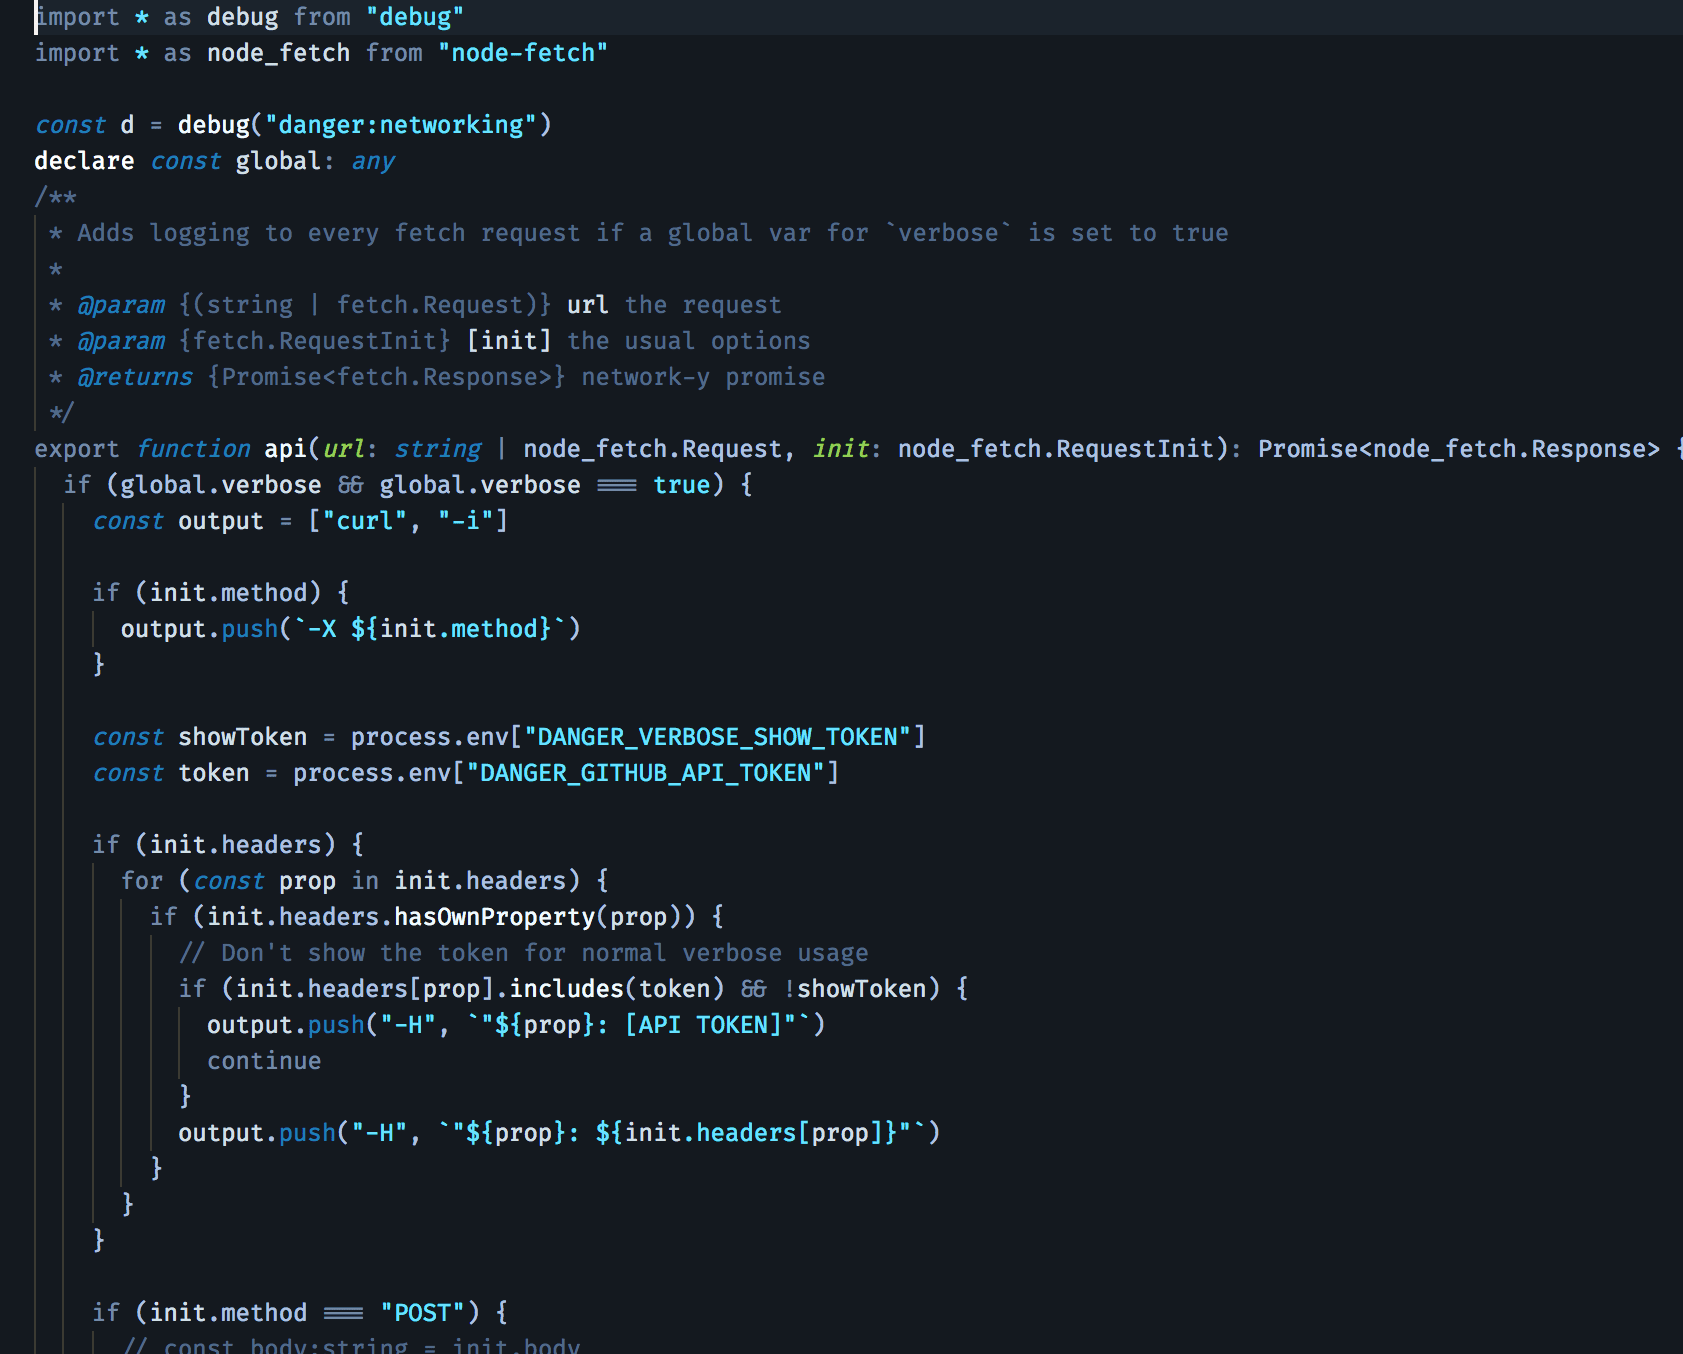 import * as debug from "debug"
import * as node_fetch from "node-fetch"
const d = debug("danger:networking")
declare const global: any
/**
* Adds logging to every fetch request if a global var for `verbose` is set to true
*
* @param {(string | fetch.Request)} url the request
* @param {fetch.RequestInit} [init] the usual options
* @returns {Promise<fetch.Response>} network-y promise
*/
export function api(url: string | node_fetch.Request, init: node_fetch.RequestInit): Promise<node_fetch.Response> {
if (global.verbose && global.verbose === true) {
const output = ["curl", "-i"]
if (init.method) {
output.push(`-X ${init.method}`)
}
const showToken = process.env["DANGER_VERBOSE_SHOW_TOKEN"]
const token = process.env["DANGER_GITHUB_API_TOKEN"]
if (init.headers) {
for (const prop in init.headers) {
if (init.headers.hasOwnProperty(prop)) {
// Don't show the token for normal verbose usage
if (init.headers[prop].includes(token) && !showToken) {
output.push("-H", `"${prop}: [API TOKEN]"`)
continue
}
output.push("-H", `"${prop}: ${init.headers[prop]}"`)
}
}
}
if (init.method === "POST") {
// const body:string = init.body